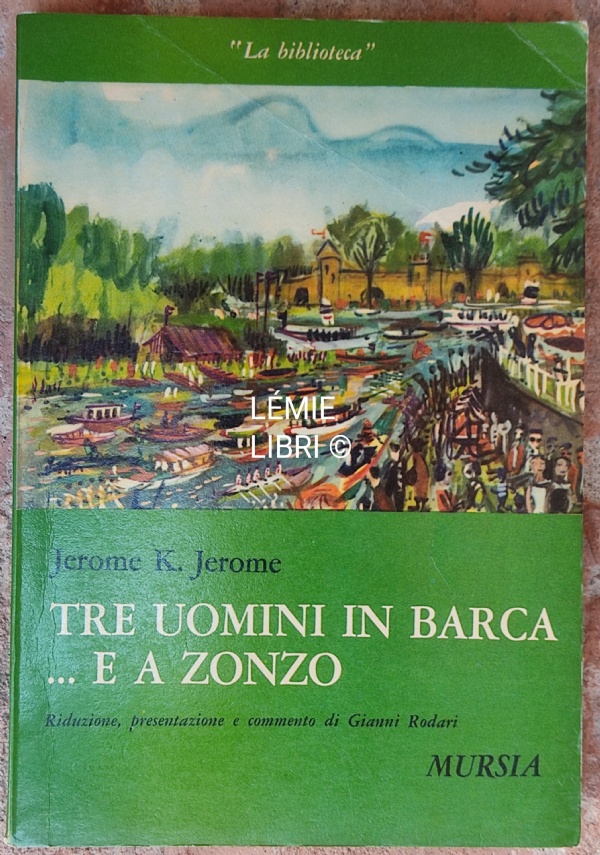 "La biblioteca"
LÉMIE
LIBRI ©
Jerome K. Jerome
TRE UOMINI IN BARCA
... E A ZONZO
Riduzione, presentazione e commento di Gianni Rodari
MURSIA